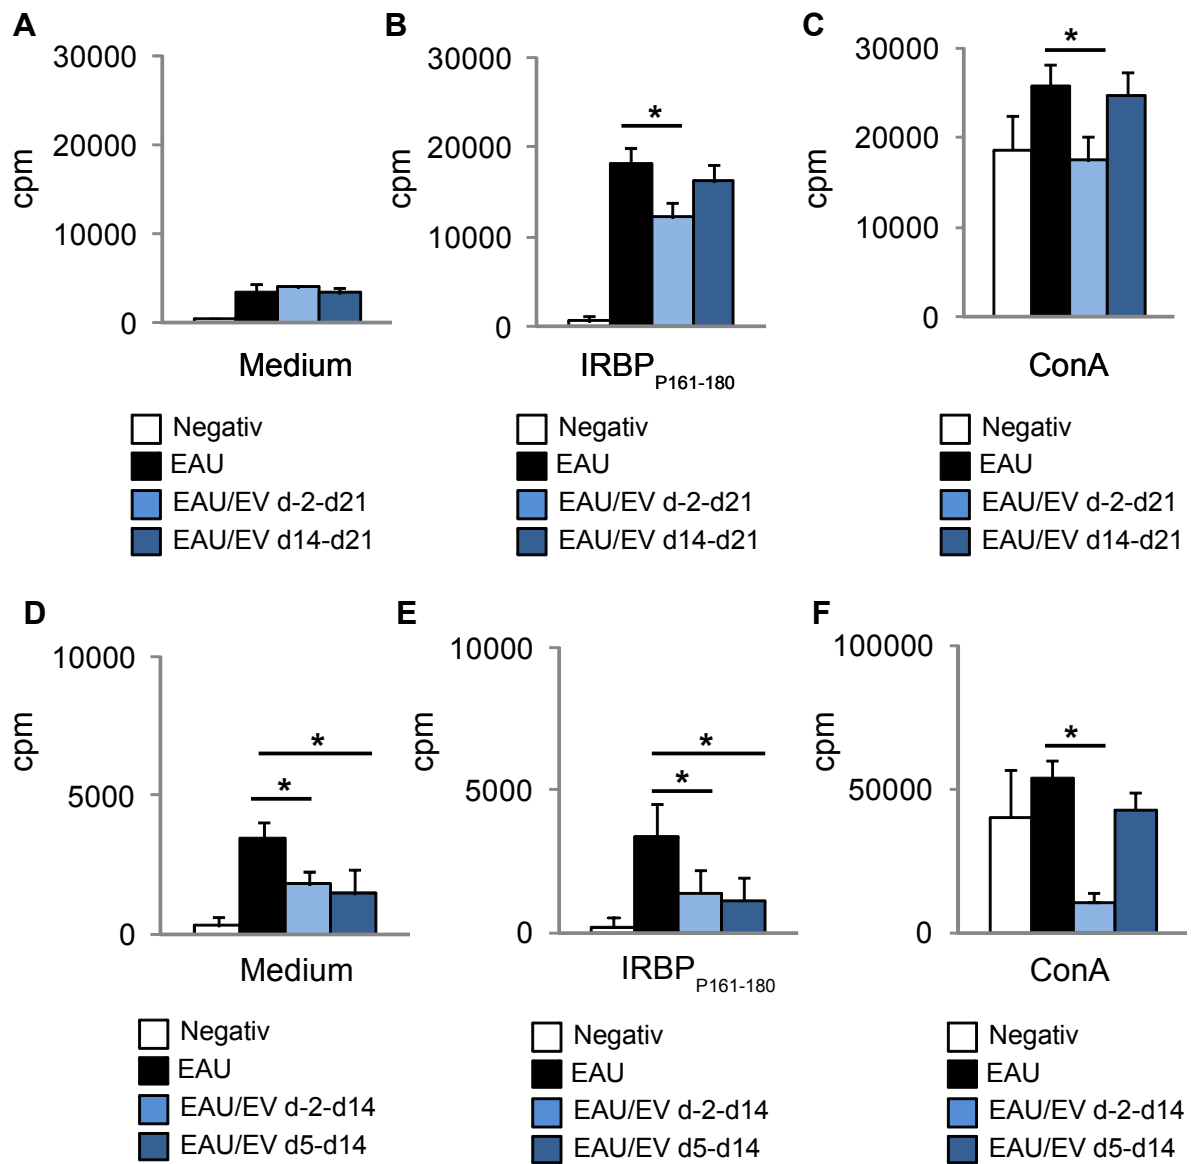 A
B
C
30000
20000
10000
0
cpm
Medium
30000
20000
10000
0
cpm
*
IRBP P161-180
30000
20000
10000
0
cpm
*
ConA
Negativ
EAU
EAU/EV d-2-d21
EAU/EV d14-d21
Negativ
EAU
EAU/EV d-2-d21
EAU/EV d14-d21
Negativ
EAU
EAU/EV d-2-d21
EAU/EV d14-d21
D
E
F
10000
5000
0
cpm
*
*
Medium
10000
5000
0
cpm
*
*
IRBP P161-180
100000
50000
0
cpm
*
ConA
Negativ
EAU
EAU/EV d-2-d14
EAU/EV d5-d14
Negativ
EAU
EAU/EV d-2-d14
EAU/EV d5-d14
Negativ
EAU
EAU/EV d-2-d14
EAU/EV d5-d14